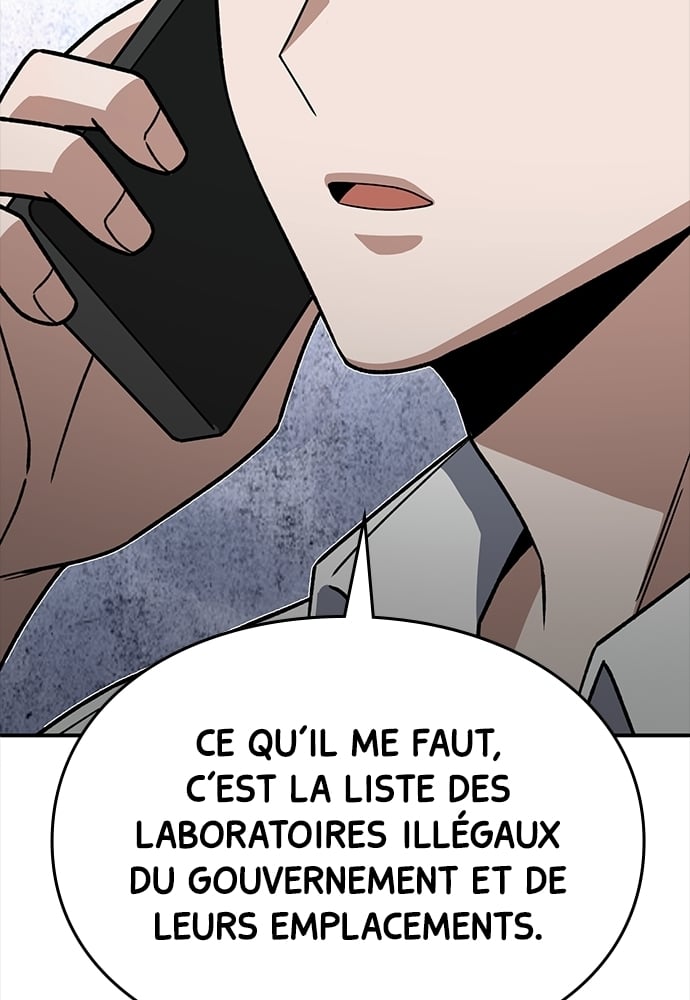 CE QU'IL ME FAUT,
C'EST LA LISTE DES
LABORATOIRES ILLÉGAUX
DU GOUVERNEMENT ET DE
LEURS EMPLACEMENTS.